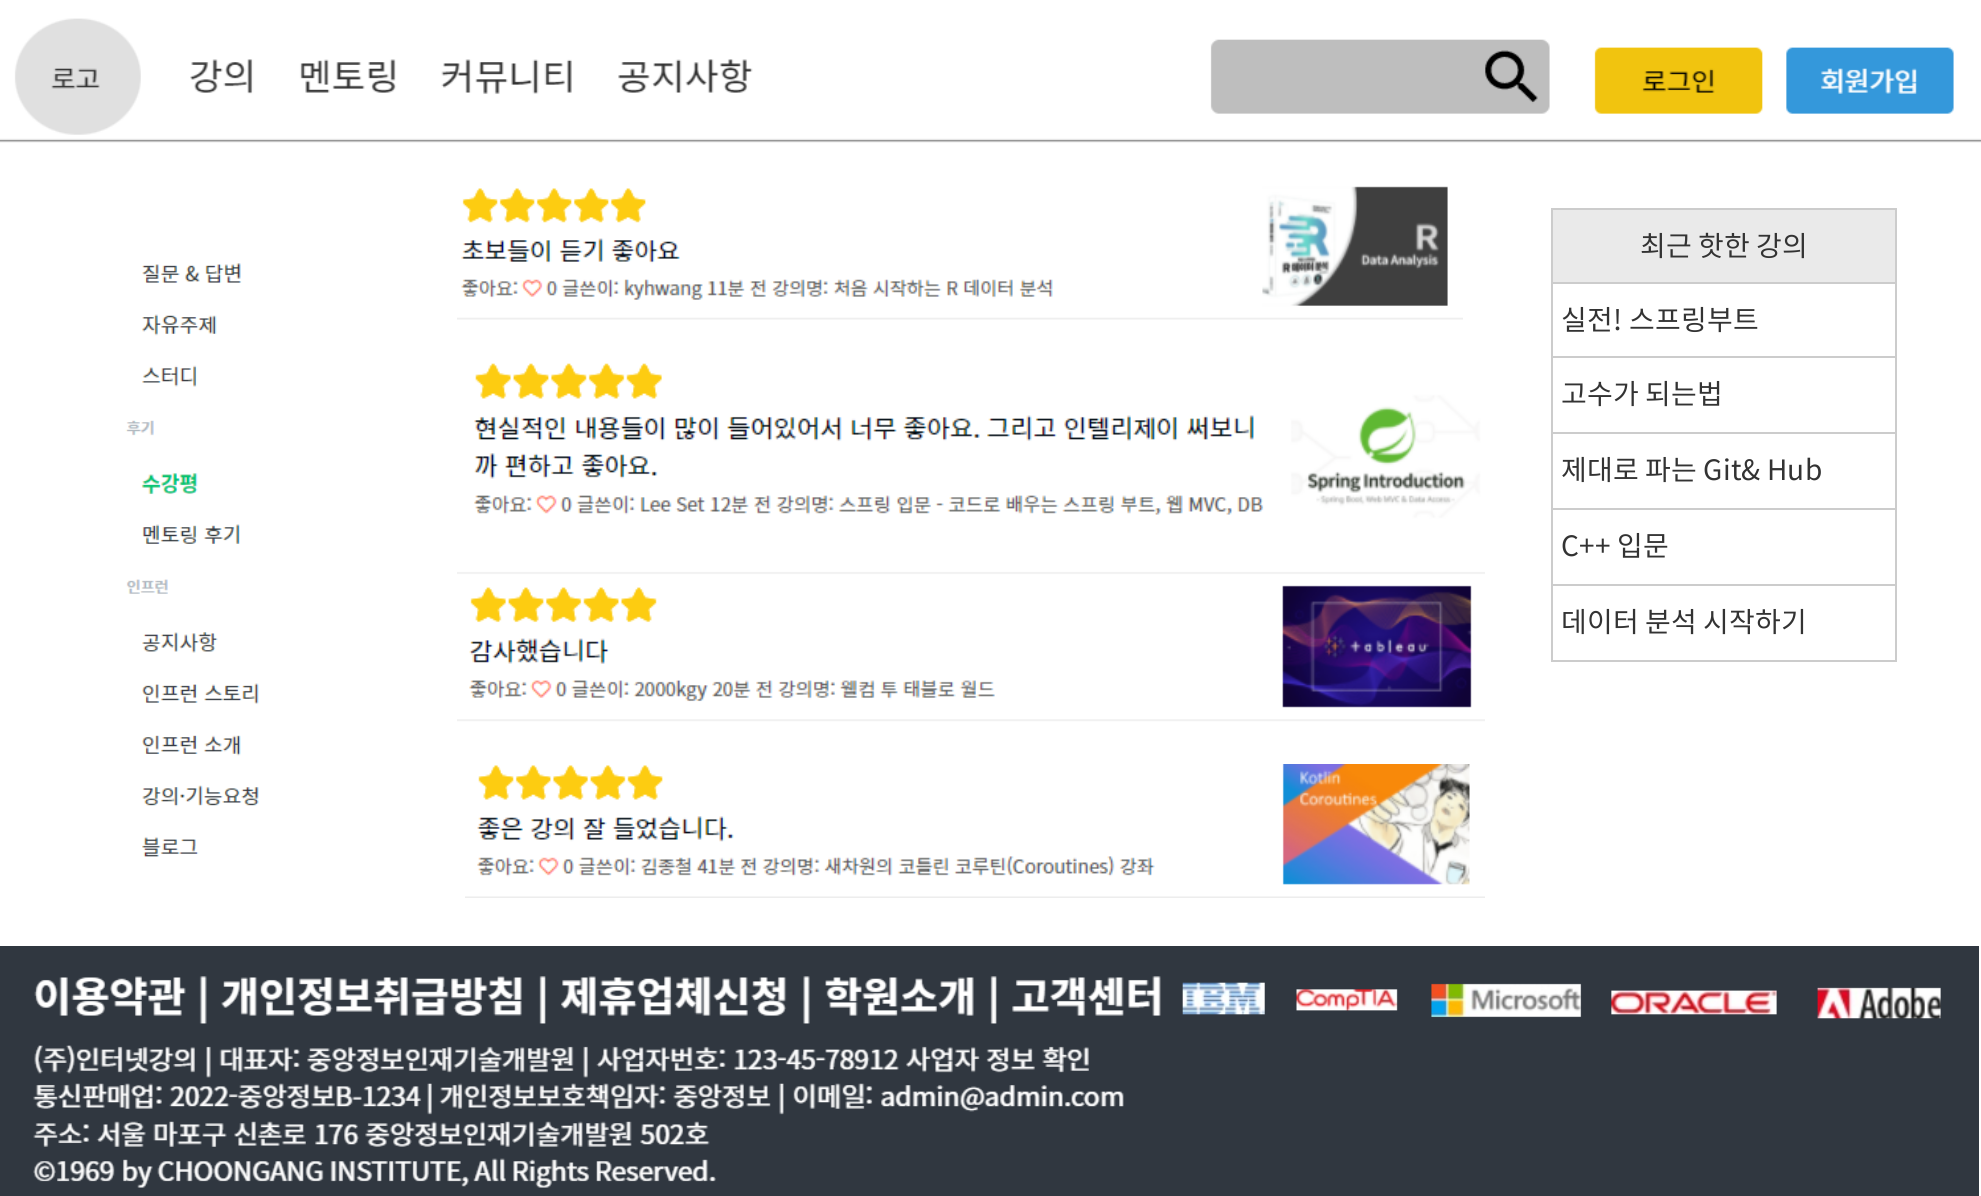 로고
강의 멘토링 커뮤니티 공지사항
로그인
회원가입
질문 & 답변
자유주제
스터디
후기
수강평
멘토링 후기
인프런
공지사항
인프런 스토리
인프런 소개
강의·기능요청
블로그
초보들이 듣기 좋아요
좋아요: 0 글쓴이: kyhwang 11분 전 강의명: 처음 시작하는 R 데이터 분석
R
R 데이터 분석
R
Data Analysis
현실적인 내용들이 많이 들어있어서 너무 좋아요. 그리고 인텔리제이 써보니
까 편하고 좋아요.
좋아요: 0 글쓴이: Lee Set 12분 전 강의명: 스프링 입문 - 코드로 배우는 스프링 부트, 웹 MVC, DB
Spring Introduction
- Spring Boot, Web MVC & Data Access -
감사했습니다
좋아요: 0 글쓴이: 2000kgy 20분 전 강의명: 웰컴 투 태블로 월드
tableau
좋은 강의 잘 들었습니다.
좋아요: 0 글쓴이: 김종철 41분 전 강의명: 새차원의 코틀린 코루틴(Coroutines) 강좌
Kotlin
Coroutines
최근 핫한 강의
실전! 스프링부트
고수가 되는법
제대로 파는 Git& Hub
C++ 입문
데이터 분석 시작하기
이용약관 | 개인정보취급방침 | 제휴업체신청 | 학원소개 | 고객센터
IBM
CompTIA
Microsoft
ORACLE
Adobe
(주)인터넷강의 | 대표자: 중앙정보인재기술개발원 | 사업자번호: 123-45-78912 사업자 정보 확인
통신판매업: 2022-중앙정보B-1234 | 개인정보보호책임자: 중앙정보 | 이메일: admin@admin.com
주소: 서울 마포구 신촌로 176 중앙정보인재기술개발원 502호
©1969 by CHOONGANG INSTITUTE, All Rights Reserved.